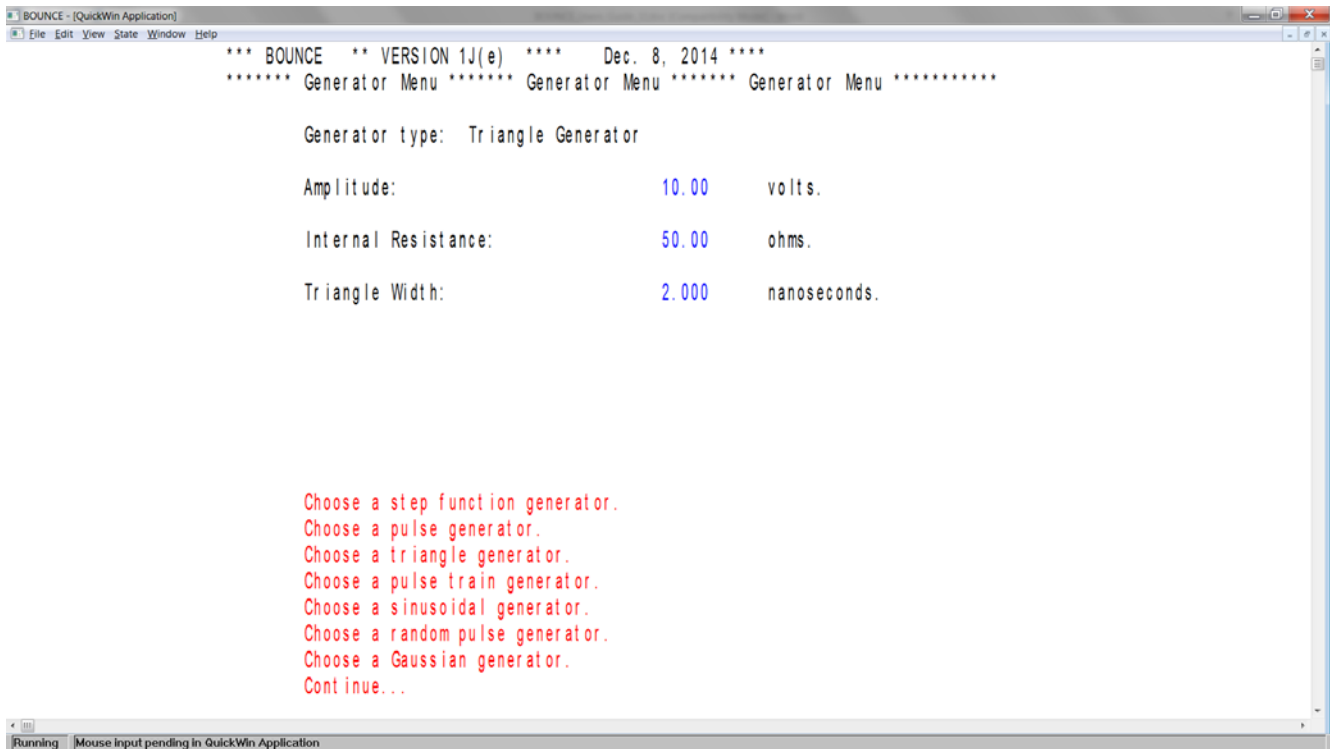 BOUNCE - [QuickWin Application]
File Edit View State Window Help
*** BOUNCE ** VERSION 1J(e) **** Dec. 8, 2014 ****
******* Generator Menu ******* Generator Menu ******* Generator Menu ***********
Generator type: Triangle Generator
Amplitude: 10.00 volts.
Internal Resistance: 50.00 ohms.
Triangle Width: 2.000 nanoseconds.
Choose a step function generator.
Choose a pulse generator.
Choose a triangle generator.
Choose a pulse train generator.
Choose a sinusoidal generator.
Choose a random pulse generator.
Choose a Gaussian generator.
Continue...
Running Mouse input pending in QuickWin Application